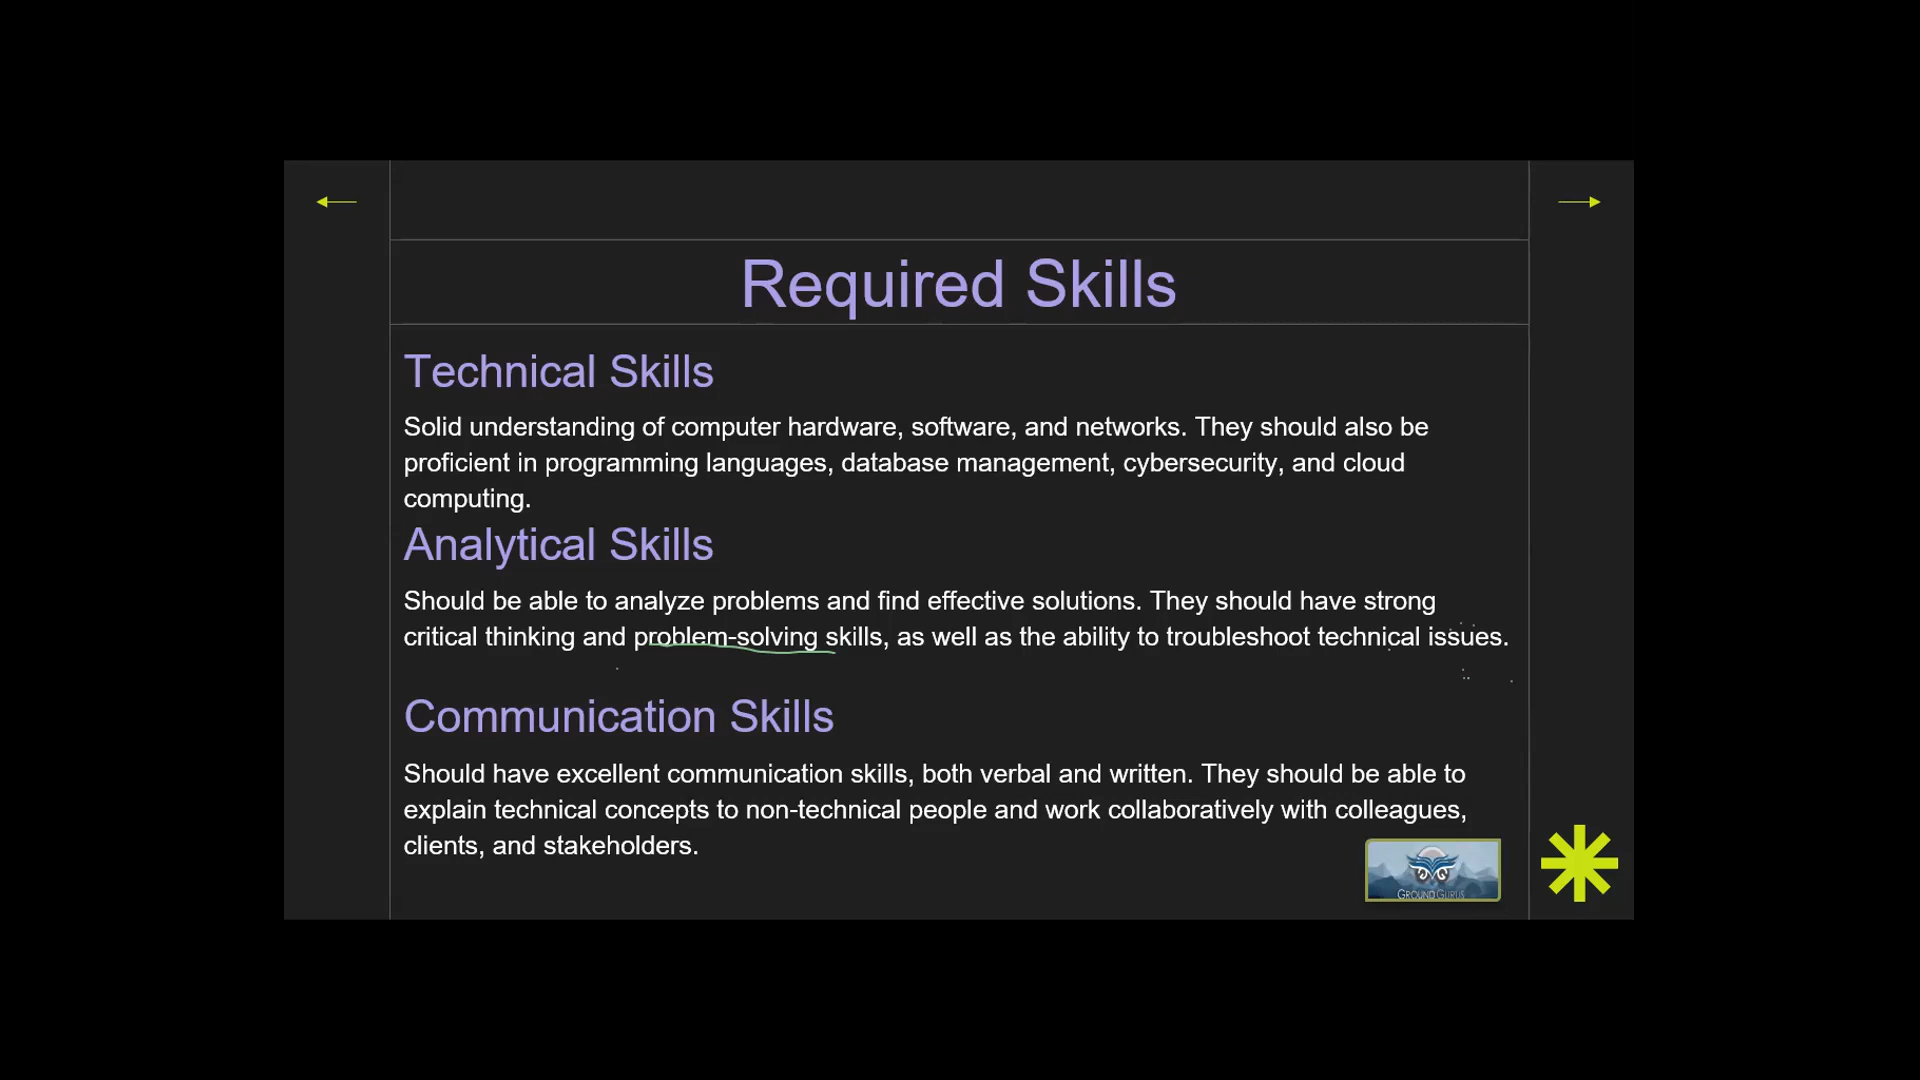 Required Skills
Technical Skills
Solid understanding of computer hardware, software, and networks. They should also be
proficient in programming languages, database management, cybersecurity, and cloud
computing.
Analytical Skills
Should be able to analyze problems and find effective solutions. They should have strong
critical thinking and problem-solving skills, as well as the ability to troubleshoot technical issues.
Communication Skills
Should have excellent communication skills, both verbal and written. They should be able to
explain technical concepts to non-technical people and work collaboratively with colleagues,
clients, and stakeholders.
GROUND GURUS